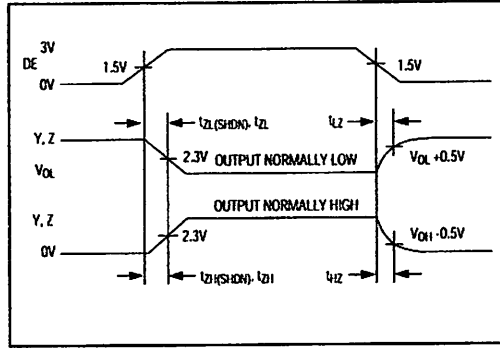 3V
DE
1.5V
1.5V
0V
tZL(SHDN), tZL
tLZ
Y, Z
2.3V
OUTPUT NORMALLY LOW
VOL +0.5V
VOL
OUTPUT NORMALLY HIGH
Y, Z
2.3V
VOH -0.5V
0V
tZH(SHDN), tZH
tHZ